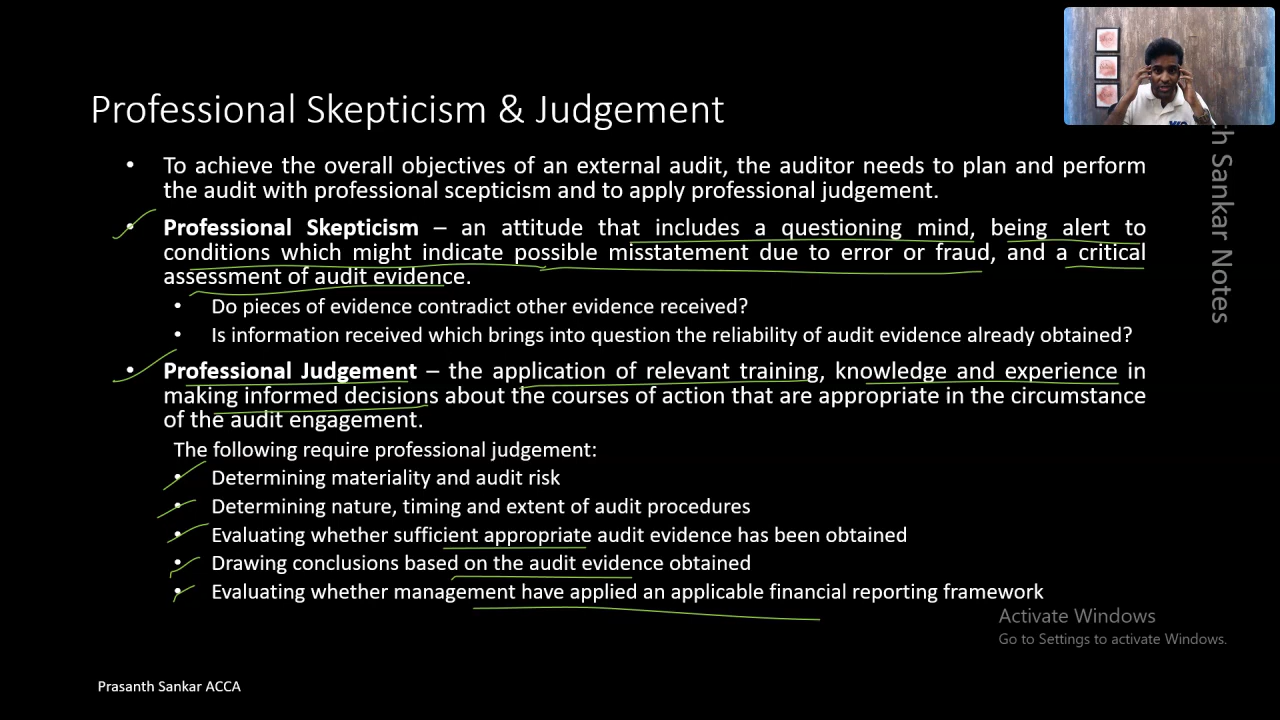 Professional Skepticism & Judgement
• To achieve the overall objectives of an external audit, the auditor needs to plan and perform
the audit with professional scepticism and to apply professional judgement.
• Professional Skepticism – an attitude that includes a questioning mind, being alert to
conditions which might indicate possible misstatement due to error or fraud, and a critical
assessment of audit evidence.
• Do pieces of evidence contradict other evidence received?
• Is information received which brings into question the reliability of audit evidence already obtained?
• Professional Judgement – the application of relevant training, knowledge and experience in
making informed decisions about the courses of action that are appropriate in the circumstance
of the audit engagement.
The following require professional judgement:
• Determining materiality and audit risk
• Determining nature, timing and extent of audit procedures
• Evaluating whether sufficient appropriate audit evidence has been obtained
• Drawing conclusions based on the audit evidence obtained
• Evaluating whether management have applied an applicable financial reporting framework
Sankar Notes
Activate Windows
Go to Settings to activate Windows.
Prasanth Sankar ACCA